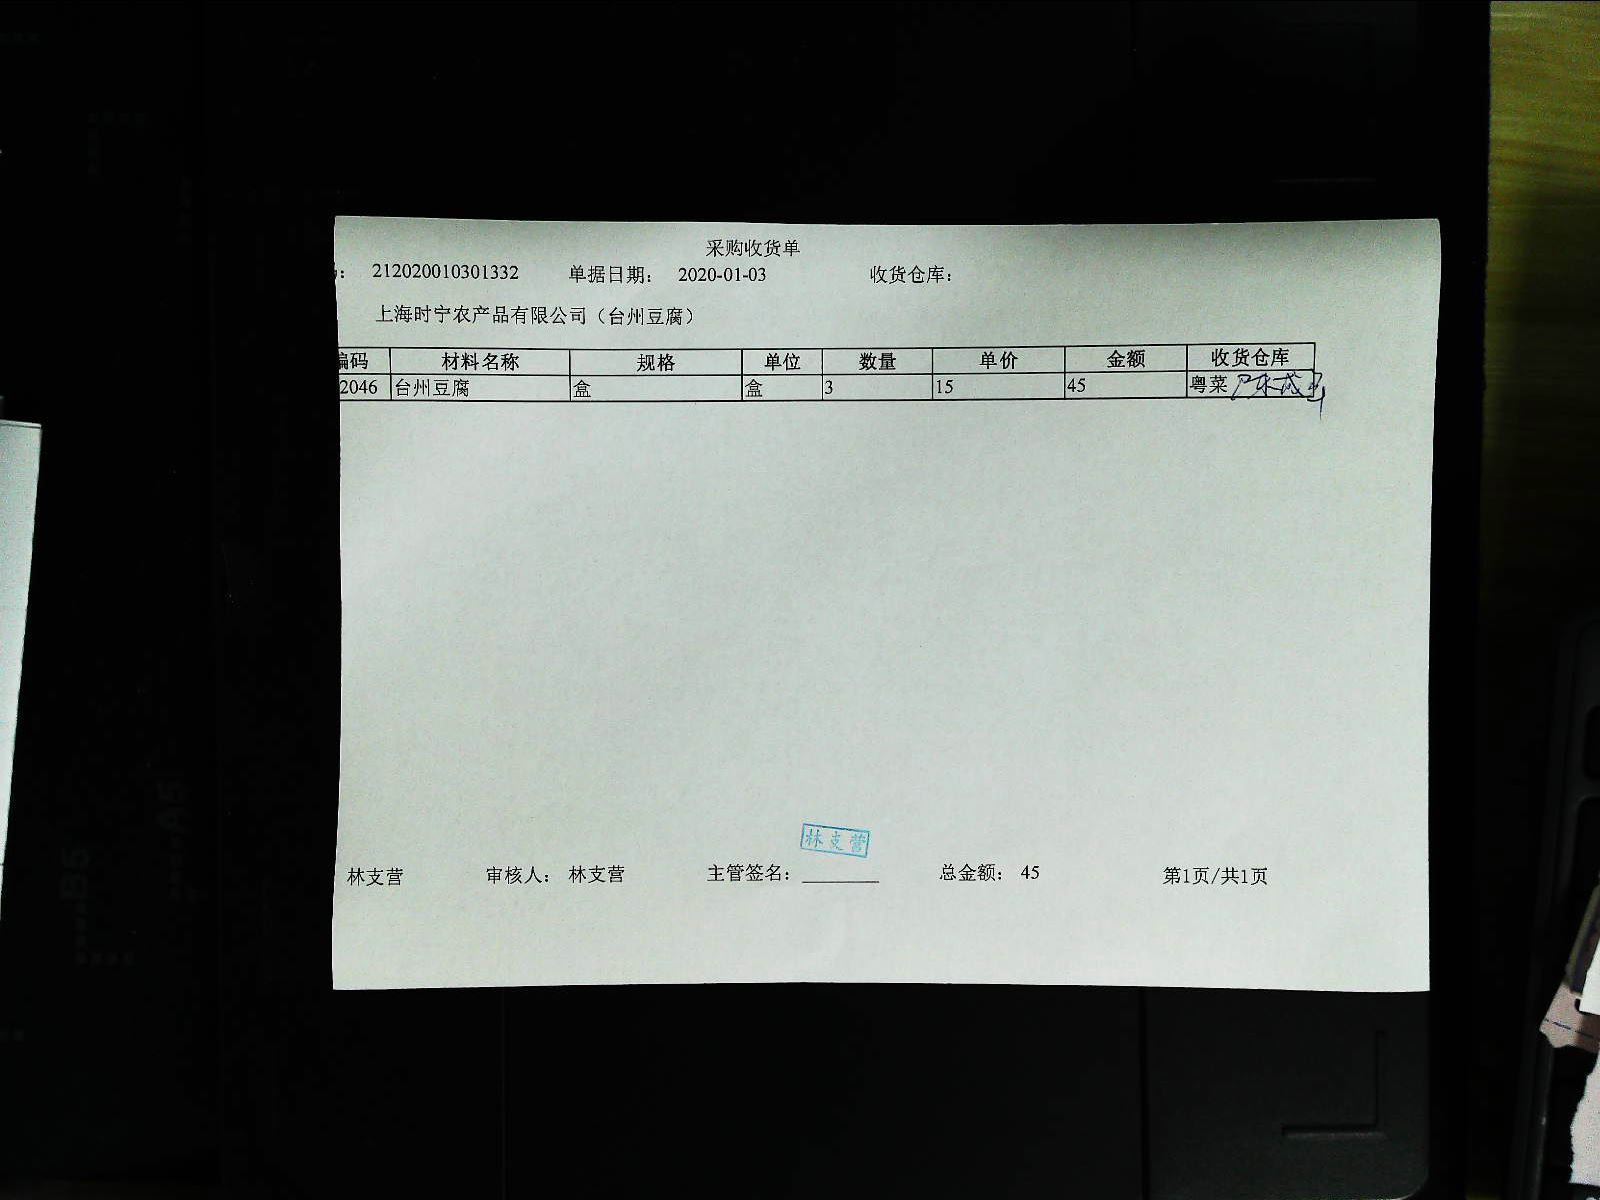 采购收货单
: 212020010301332 单据日期: 2020-01-03 收货仓库:
上海时宁农产品有限公司（台州豆腐）
编码 材料名称 规格 单位 数量 单价 金额 收货仓库
2046 台州豆腐 盒 盒 3 15 45 粤菜
林支营
林支营 审核人: 林支营 主管签名: 总金额: 45 第1页/共1页
B5
A5